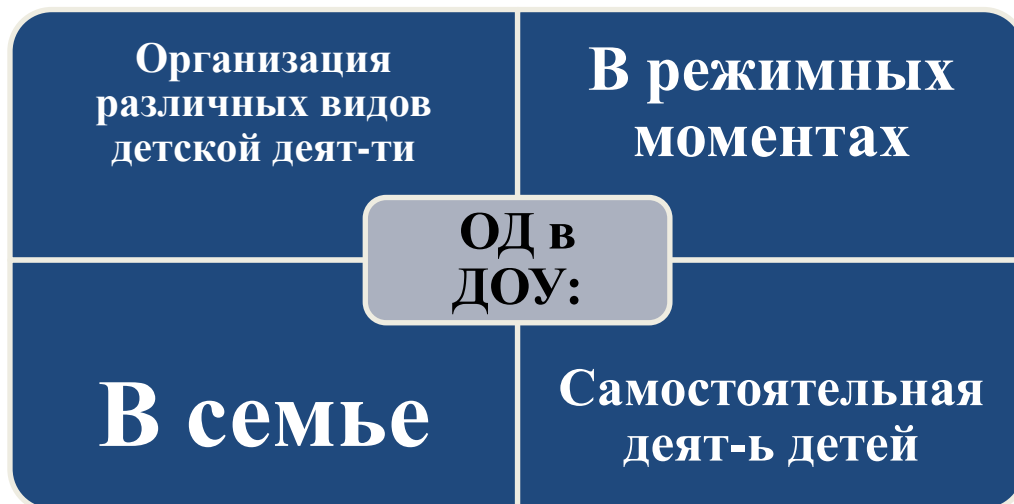 Организация
различных видов
детской деят-ти
В режимных
моментах
ОД в
ДОУ:
В семье
Самостоятельная
деят-ь детей